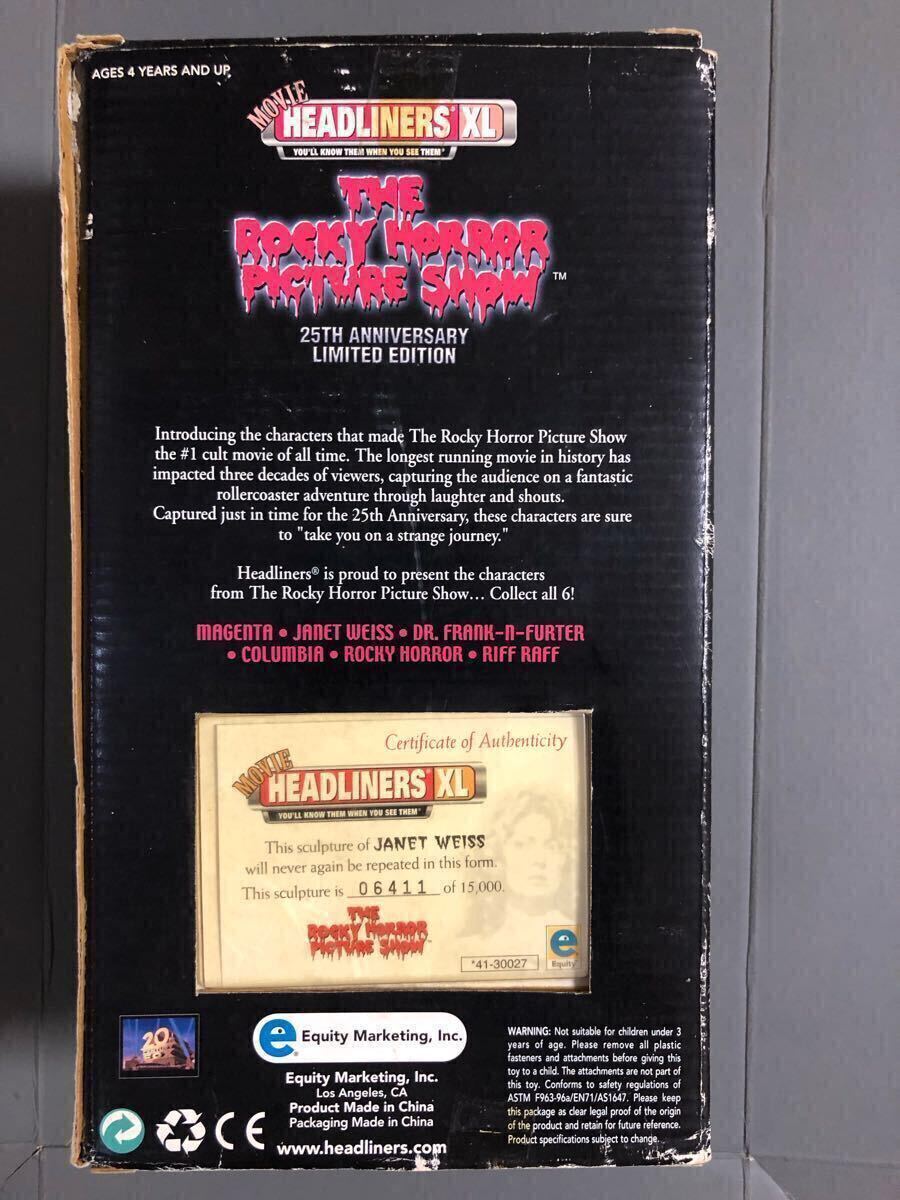 AGES 4 YEARS AND UP
MOVIE
HEADLINERS® XL
YOU'LL KNOW THEM WHEN YOU SEE THEM™
THE
ROCKY HORROR
PICTURE SHOW™
25TH ANNIVERSARY
LIMITED EDITION
Introducing the characters that made The Rocky Horror Picture Show
the #1 cult movie of all time. The longest running movie in history has
impacted three decades of viewers, capturing the audience on a fantastic
rollercoaster adventure through laughter and shouts.
Captured just in time for the 25th Anniversary, these characters are sure
to "take you on a strange journey."
Headliners® is proud to present the characters
from The Rocky Horror Picture Show... Collect all 6!
MAGENTA • JANET WEISS • DR. FRANK-N-FURTER
• COLUMBIA • ROCKY HORROR • RIFF RAFF
Certificate of Authenticity
MOVIE
HEADLINERS® XL
YOU'LL KNOW THEM WHEN YOU SEE THEM™
This sculpture of JANET WEISS
will never again be repeated in this form.
This sculpture is 06411 of 15,000.
THE
ROCKY HORROR
PICTURE SHOW™
*41-30027
e
Equity™
20
e® Equity Marketing, Inc.
Equity Marketing, Inc.
Los Angeles, CA
Product Made in China
Packaging Made in China
www.headliners.com
CE
WARNING: Not suitable for children under 3
years of age. Please remove all plastic
fasteners and attachments before giving this
toy to a child. The attachments are not part of
this toy. Conforms to safety regulations of
ASTM F963-96a/EN71/AS1647. Please keep
this package as clear legal proof of the origin
of the product and retain for future reference.
Product specifications subject to change.